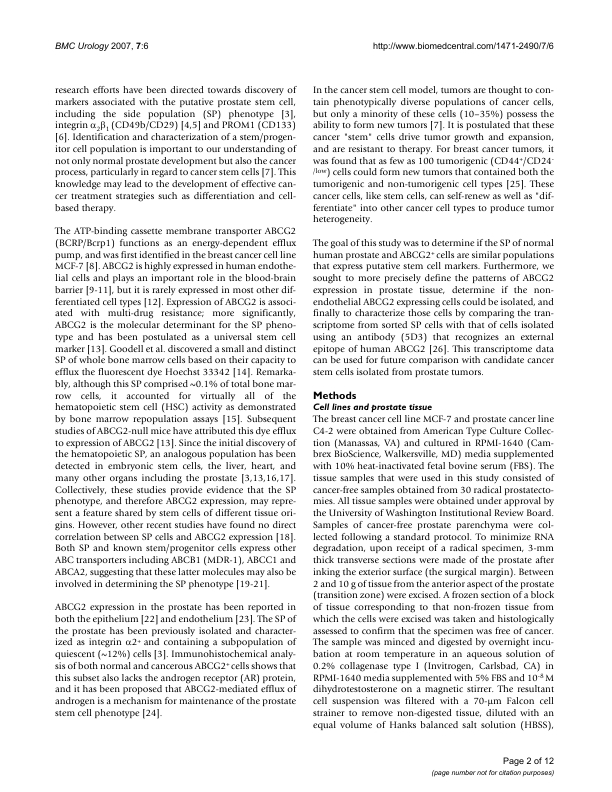 BMC Urology 2007, 7:6
http://www.biomedcentral.com/1471-2490/7/6
research efforts have been directed towards discovery of
markers associated with the putative prostate stem cell,
including the side population (SP) phenotype [3],
integrin α2β1 (CD49b/CD29) [4,5] and PROM1 (CD133)
[6]. Identification and characterization of a stem/progen-
itor cell population is important to our understanding of
not only normal prostate development but also the cancer
process, particularly in regard to cancer stem cells [7]. This
knowledge may lead to the development of effective can-
cer treatment strategies such as differentiation and cell-
based therapy.
The ATP-binding cassette membrane transporter ABCG2
(BCRP/Bcrp1) functions as an energy-dependent efflux
pump, and was first identified in the breast cancer cell line
MCF-7 [8]. ABCG2 is highly expressed in human endothe-
lial cells and plays an important role in the blood-brain
barrier [9-11], but it is rarely expressed in most other dif-
ferentiated cell types [12]. Expression of ABCG2 is associ-
ated with multi-drug resistance; more significantly,
ABCG2 is the molecular determinant for the SP pheno-
type and has been postulated as a universal stem cell
marker [13]. Goodell et al. discovered a small and distinct
SP of whole bone marrow cells based on their capacity to
efflux the fluorescent dye Hoechst 33342 [14]. Remarka-
bly, although this SP comprised ~0.1% of total bone mar-
row cells, it accounted for virtually all of the
hematopoietic stem cell (HSC) activity as demonstrated
by bone marrow repopulation assays [15]. Subsequent
studies of ABCG2-null mice have attributed this dye efflux
to expression of ABCG2 [13]. Since the initial discovery of
the hematopoietic SP, an analogous population has been
detected in embryonic stem cells, the liver, heart, and
many other organs including the prostate [3,13,16,17].
Collectively, these studies provide evidence that the SP
phenotype, and therefore ABCG2 expression, may repre-
sent a feature shared by stem cells of different tissue ori-
gins. However, other recent studies have found no direct
correlation between SP cells and ABCG2 expression [18].
Both SP and known stem/progenitor cells express other
ABC transporters including ABCB1 (MDR-1), ABCC1 and
ABCA2, suggesting that these latter molecules may also be
involved in determining the SP phenotype [19-21].
ABCG2 expression in the prostate has been reported in
both the epithelium [22] and endothelium [23]. The SP of
the prostate has been previously isolated and character-
ized as integrin α2+ and containing a subpopulation of
quiescent (~12%) cells [3]. Immunohistochemical analy-
sis of both normal and cancerous ABCG2+ cells shows that
this subset also lacks the androgen receptor (AR) protein,
and it has been proposed that ABCG2-mediated efflux of
androgen is a mechanism for maintenance of the prostate
stem cell phenotype [24].
In the cancer stem cell model, tumors are thought to con-
tain phenotypically diverse populations of cancer cells,
but only a minority of these cells (10–35%) possess the
ability to form new tumors [7]. It is postulated that these
cancer "stem" cells drive tumor growth and expansion,
and are resistant to therapy. For breast cancer tumors, it
was found that as few as 100 tumorigenic (CD44+/CD24-
/low) cells could form new tumors that contained both the
tumorigenic and non-tumorigenic cell types [25]. These
cancer cells, like stem cells, can self-renew as well as "dif-
ferentiate" into other cancer cell types to produce tumor
heterogeneity.
The goal of this study was to determine if the SP of normal
human prostate and ABCG2+ cells are similar populations
that express putative stem cell markers. Furthermore, we
sought to more precisely define the patterns of ABCG2
expression in prostate tissue, determine if the non-
endothelial ABCG2 expressing cells could be isolated, and
finally to characterize those cells by comparing the tran-
scriptome from sorted SP cells with that of cells isolated
using an antibody (5D3) that recognizes an external
epitope of human ABCG2 [26]. This transcriptome data
can be used for future comparison with candidate cancer
stem cells isolated from prostate tumors.
Methods
Cell lines and prostate tissue
The breast cancer cell line MCF-7 and prostate cancer line
C4-2 were obtained from American Type Culture Collec-
tion (Manassas, VA) and cultured in RPMI-1640 (Cam-
brex BioScience, Walkersville, MD) media supplemented
with 10% heat-inactivated fetal bovine serum (FBS). The
tissue samples that were used in this study consisted of
cancer-free samples obtained from 30 radical prostatecto-
mies. All tissue samples were obtained under approval by
the University of Washington Institutional Review Board.
Samples of cancer-free prostate parenchyma were col-
lected following a standard protocol. To minimize RNA
degradation, upon receipt of a radical specimen, 3-mm
thick transverse sections were made of the prostate after
inking the exterior surface (the surgical margin). Between
2 and 10 g of tissue from the anterior aspect of the prostate
(transition zone) were excised. A frozen section of a block
of tissue corresponding to that non-frozen tissue from
which the cells were excised was taken and histologically
assessed to confirm that the specimen was free of cancer.
The sample was minced and digested by overnight incu-
bation at room temperature in an aqueous solution of
0.2% collagenase type I (Invitrogen, Carlsbad, CA) in
RPMI-1640 media supplemented with 5% FBS and 10-8 M
dihydrotestosterone on a magnetic stirrer. The resultant
cell suspension was filtered with a 70-μm Falcon cell
strainer to remove non-digested tissue, diluted with an
equal volume of Hanks balanced salt solution (HBSS),
Page 2 of 12
(page number not for citation purposes)